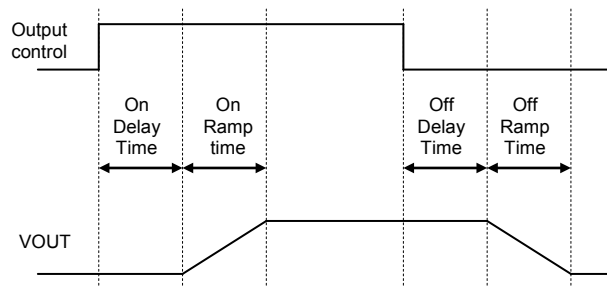 Output
control
On
Delay
Time
On
Ramp
time
Off
Delay
Time
Off
Ramp
Time
VOUT